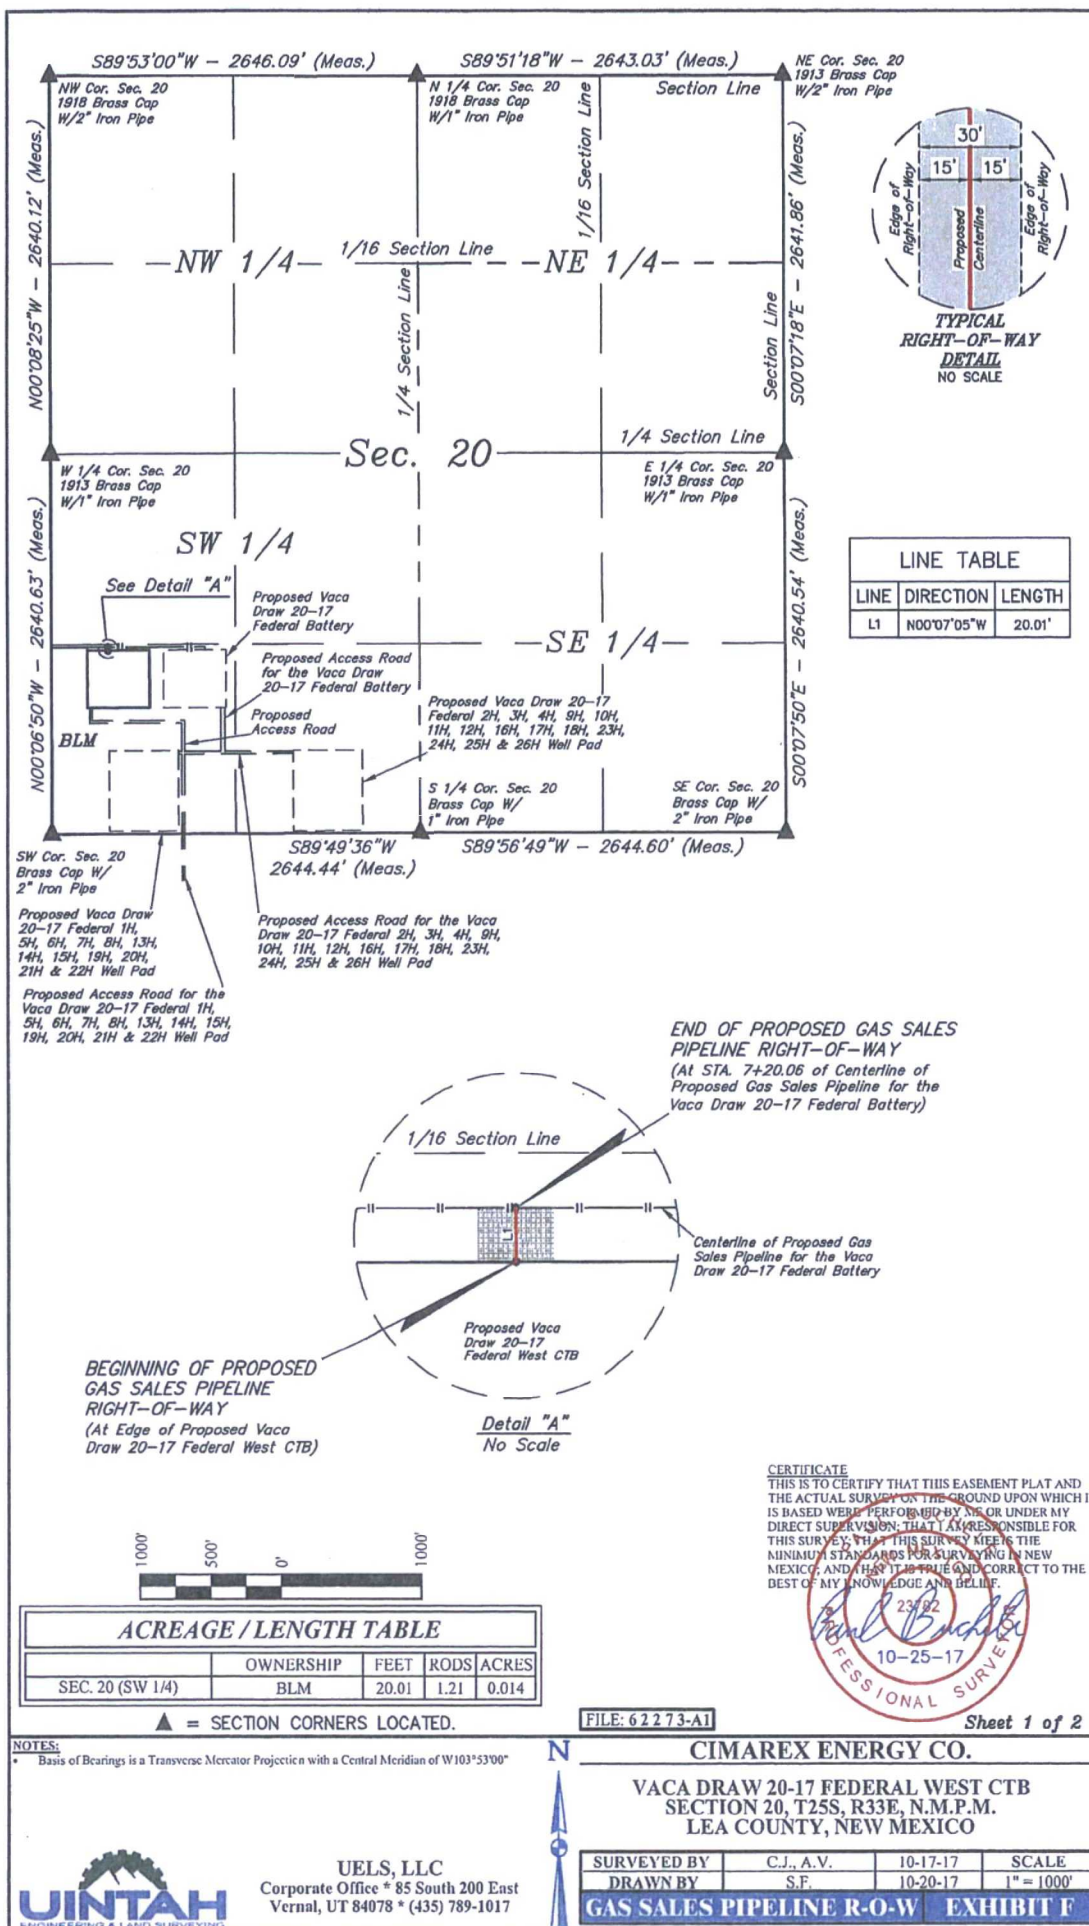 S89°53'00"W - 2646.09' (Meas.)
S89°51'18"W - 2643.03' (Meas.)
NE Cor. Sec. 20
1913 Brass Cap
W/2" Iron Pipe
NW Cor. Sec. 20
1918 Brass Cap
W/2" Iron Pipe
N 1/4 Cor. Sec. 20
1918 Brass Cap
W/1" Iron Pipe
Section Line
1/16 Section Line
N00°08'25"W - 2640.12' (Meas.)
S00°07'18"E - 2641.86' (Meas.)
Section Line
NW 1/4
1/16 Section Line
NE 1/4
1/4 Section Line
30'
15' 15'
Edge of
Right-of-Way
Proposed
Centerline
Edge of
Right-of-Way
TYPICAL
RIGHT-OF-WAY
DETAIL
NO SCALE
Sec. 20
1/4 Section Line
W 1/4 Cor. Sec. 20
1913 Brass Cap
W/1" Iron Pipe
E 1/4 Cor. Sec. 20
1913 Brass Cap
W/1" Iron Pipe
SW 1/4
See Detail "A"
N00°06'50"W - 2640.63' (Meas.)
S00°07'50"E - 2640.54' (Meas.)
LINE TABLE
LINE DIRECTION LENGTH
L1 N00°07'05"W 20.01'
Proposed Vaca
Draw 20-17
Federal Battery
SE 1/4
Proposed Access Road
for the Vaca Draw
20-17 Federal Battery
Proposed
Access Road
BLM
Proposed Vaca Draw 20-17
Federal 2H, 3H, 4H, 9H, 10H,
11H, 12H, 16H, 17H, 18H, 23H,
24H, 25H & 26H Well Pad
S 1/4 Cor. Sec. 20
Brass Cap W/
1" Iron Pipe
SE Cor. Sec. 20
Brass Cap W/
2" Iron Pipe
S89°49'36"W
2644.44' (Meas.)
S89°56'49"W - 2644.60' (Meas.)
SW Cor. Sec. 20
Brass Cap W/
2" Iron Pipe
Proposed Vaca Draw
20-17 Federal 1H,
5H, 6H, 7H, 8H, 13H,
14H, 15H, 19H, 20H,
21H & 22H Well Pad
Proposed Access Road for the Vaca
Draw 20-17 Federal 2H, 3H, 4H, 9H,
10H, 11H, 12H, 16H, 17H, 18H, 23H,
24H, 25H & 26H Well Pad
Proposed Access Road for the
Vaca Draw 20-17 Federal 1H,
5H, 6H, 7H, 8H, 13H, 14H, 15H,
19H, 20H, 21H & 22H Well Pad
END OF PROPOSED GAS SALES
PIPELINE RIGHT-OF-WAY
(At STA. 7+20.06 of Centerline of
Proposed Gas Sales Pipeline for the
Vaca Draw 20-17 Federal Battery)
1/16 Section Line
L1
Centerline of Proposed Gas
Sales Pipeline for the Vaca
Draw 20-17 Federal Battery
Proposed Vaca
Draw 20-17
Federal West CTB
BEGINNING OF PROPOSED
GAS SALES PIPELINE
RIGHT-OF-WAY
(At Edge of Proposed Vaca
Draw 20-17 Federal West CTB)
Detail "A"
No Scale
CERTIFICATE
THIS IS TO CERTIFY THAT THIS EASEMENT PLAT AND
THE ACTUAL SURVEY ON THE GROUND UPON WHICH I
IS BASED WERE PERFORMED BY ME OR UNDER MY
DIRECT SUPERVISION; THAT I AM RESPONSIBLE FOR
THIS SURVEY; THAT THIS SURVEY MEETS THE
MINIMUM STANDARDS FOR SURVEYING IN NEW
MEXICO; AND THAT IT IS TRUE AND CORRECT TO THE
BEST OF MY KNOWLEDGE AND BELIEF.
NEW MEXICO
23782
10-25-17
PROFESSIONAL SURVEYOR
1000' 500' 0' 1000'
ACREAGE / LENGTH TABLE
OWNERSHIP FEET RODS ACRES
SEC. 20 (SW 1/4) BLM 20.01 1.21 0.014
▲ = SECTION CORNERS LOCATED.
FILE: 62273-A1
Sheet 1 of 2
NOTES:
• Basis of Bearings is a Transverse Mercator Projection with a Central Meridian of W103°53'00"
N
CIMAREX ENERGY CO.
VACA DRAW 20-17 FEDERAL WEST CTB
SECTION 20, T25S, R33E, N.M.P.M.
LEA COUNTY, NEW MEXICO
UINTAH
ENGINEERING & LAND SURVEYING
UELS, LLC
Corporate Office * 85 South 200 East
Vernal, UT 84078 * (435) 789-1017
SURVEYED BY C.J., A.V. 10-17-17 SCALE
DRAWN BY S.F. 10-20-17 1" = 1000'
GAS SALES PIPELINE R-O-W EXHIBIT F